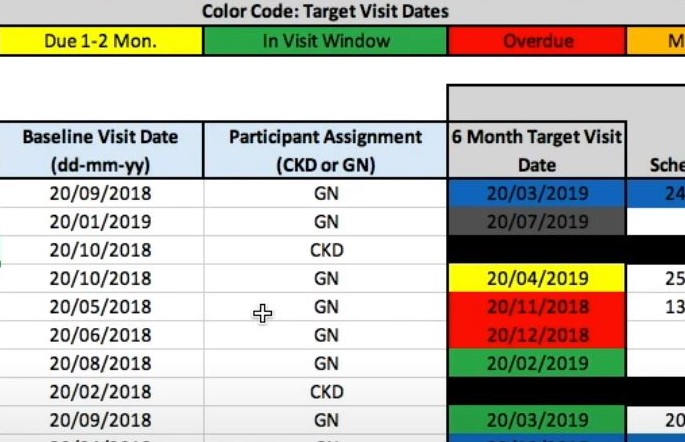 Color Code: Target Visit Dates
Due 1-2 Mon. In Visit Window Overdue M
Baseline Visit Date Participant Assignment 6 Month Target Visit
(dd-mm-yy) (CKD or GN) Date Sche
20/09/2018 GN 20/03/2019 24
20/01/2019 GN 20/07/2019
20/10/2018 CKD
20/10/2018 GN 20/04/2019 25
20/05/2018 GN 20/11/2018 13
20/06/2018 GN 20/12/2018
20/08/2018 GN 20/02/2019
20/02/2018 CKD
20/09/2018 GN 20/03/2019 20